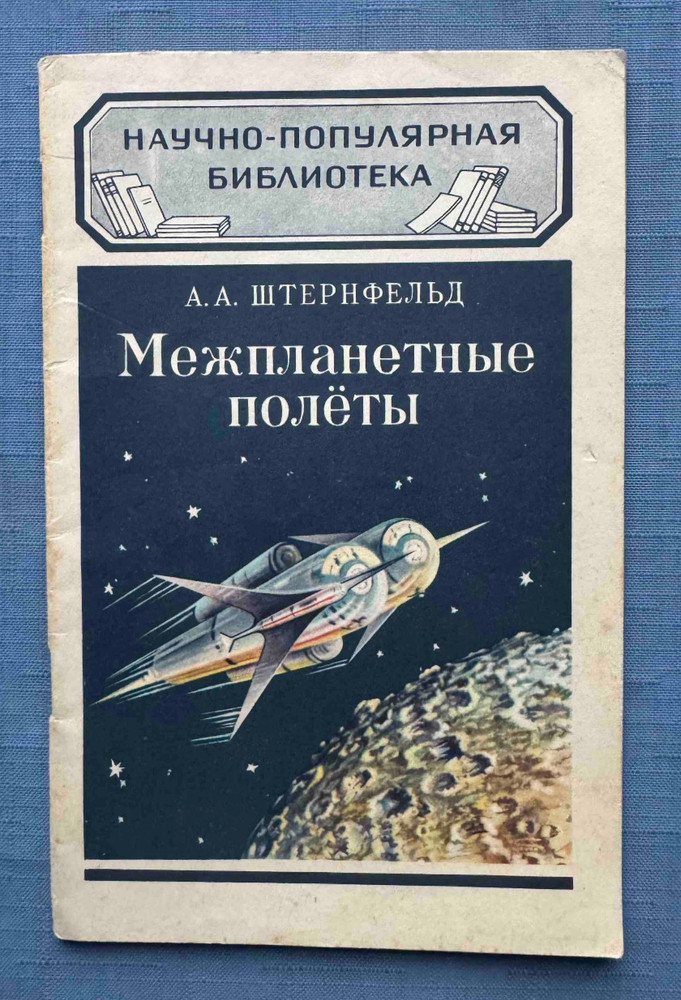 НАУЧНО-ПОПУЛЯРНАЯ
БИБЛИОТЕКА
А. А. ШТЕРНФЕЛЬД
Межпланетные
полёты